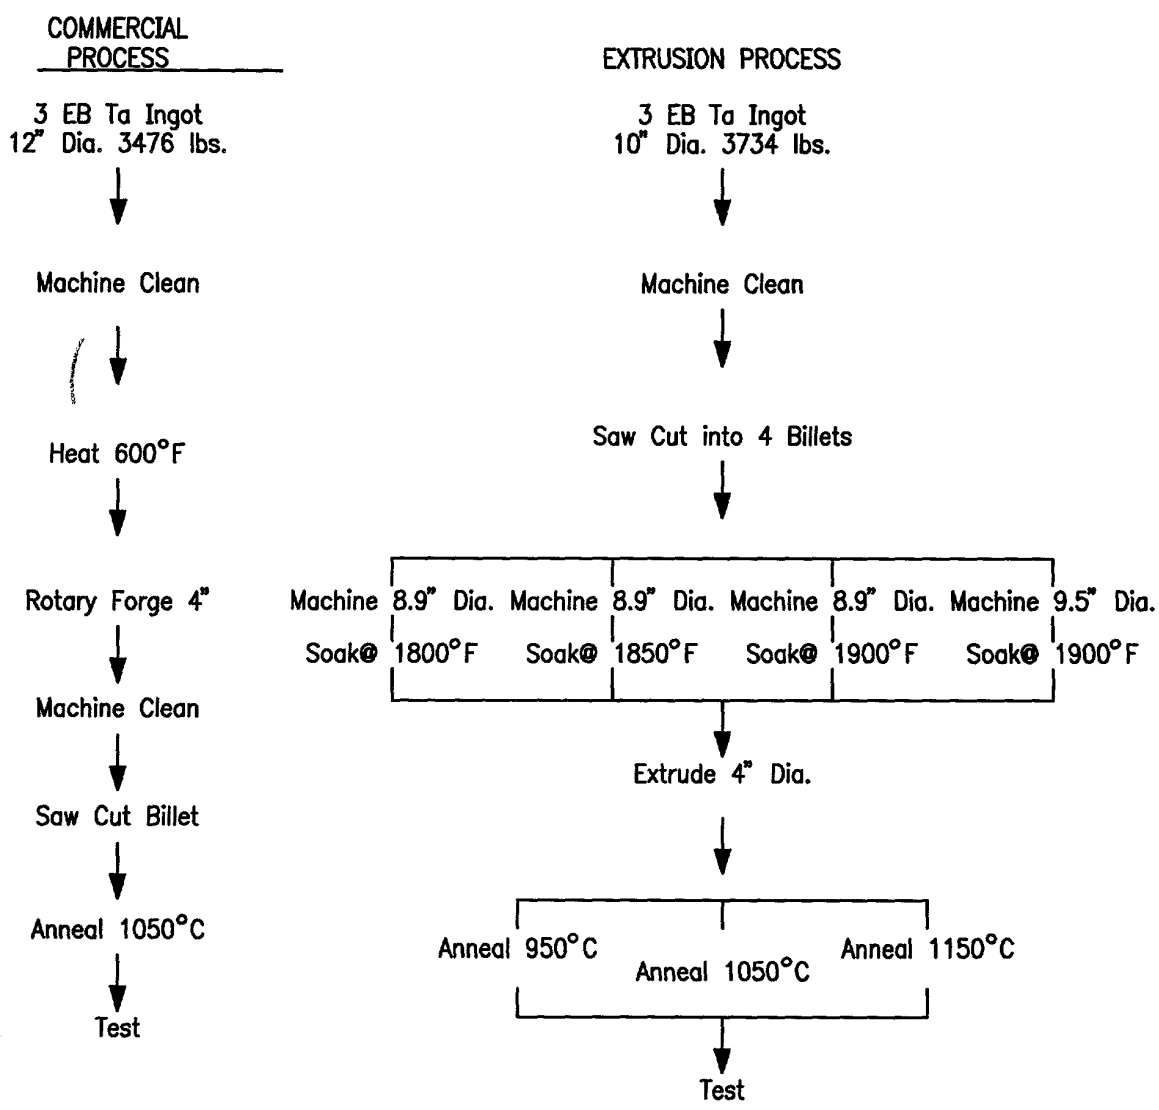 COMMERCIAL
PROCESS
3 EB Ta Ingot
12" Dia. 3476 lbs.
Machine Clean
Heat 600°F
Rotary Forge 4"
Machine Clean
Saw Cut Billet
Anneal 1050°C
Test
EXTRUSION PROCESS
3 EB Ta Ingot
10" Dia. 3734 lbs.
Machine Clean
Saw Cut into 4 Billets
Machine 8.9" Dia. Machine 8.9" Dia. Machine 8.9" Dia. Machine 9.5" Dia.
Soak@ 1800°F Soak@ 1850°F Soak@ 1900°F Soak@ 1900°F
Extrude 4" Dia.
Anneal 950°C
Anneal 1050°C
Anneal 1150°C
Test